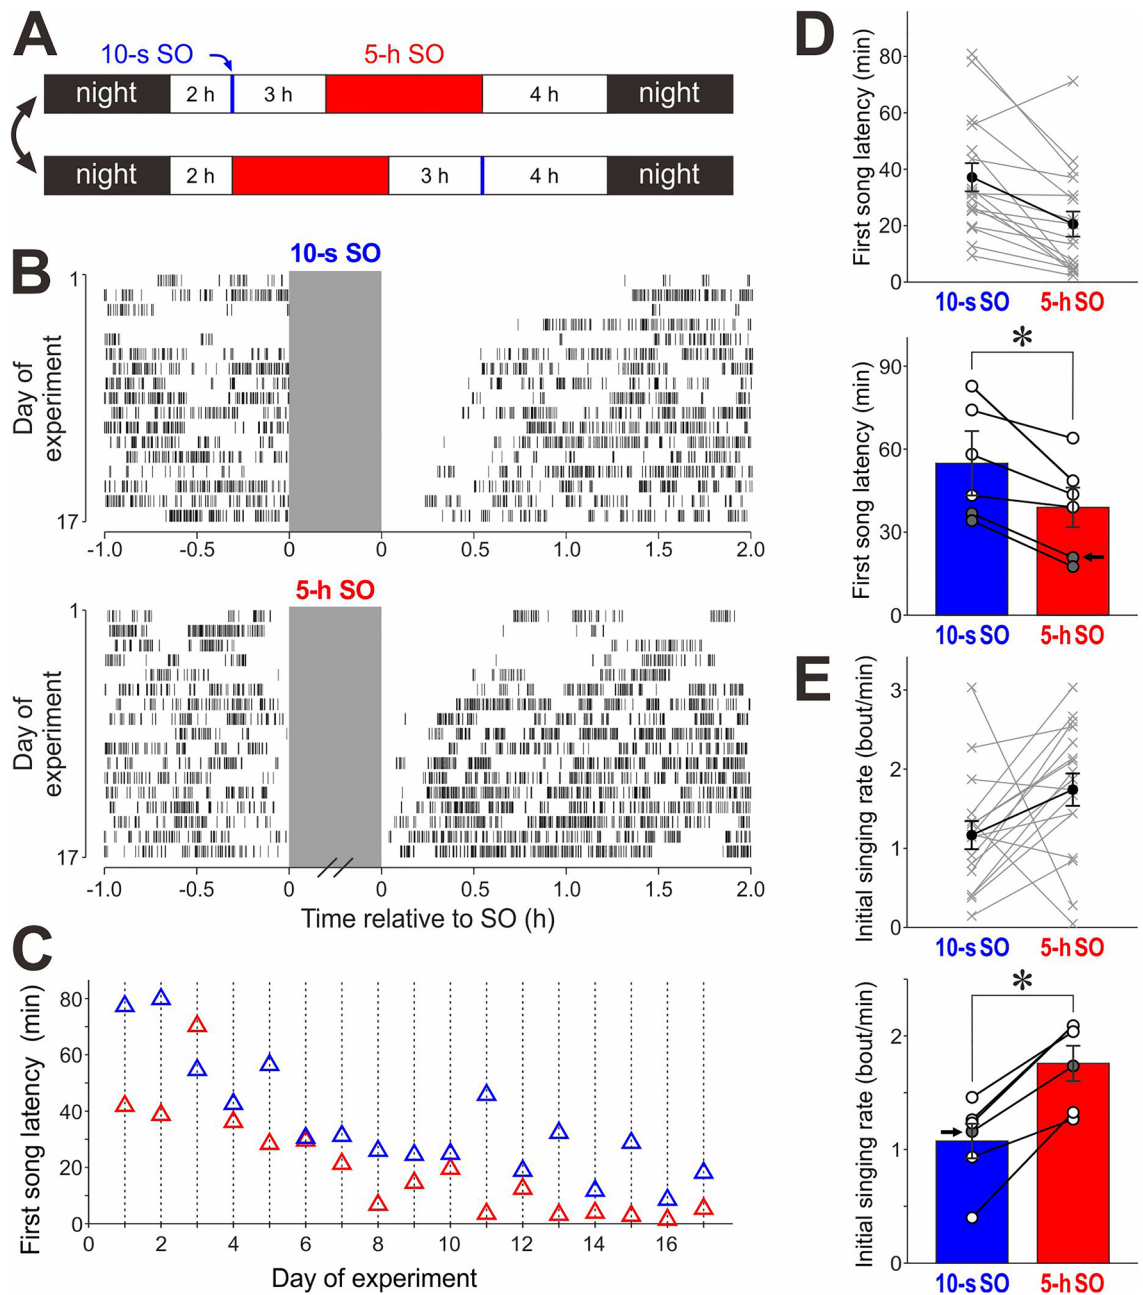 A
10-s SO
5-h SO
night
2 h
3 h
4 h
night
night
2 h
3 h
4 h
night
B
10-s SO
Day of
experiment
1
17
-1.0
-0.5
0
0
0.5
1.0
1.5
2.0
5-h SO
Day of
experiment
1
17
-1.0
-0.5
0
0
0.5
1.0
1.5
2.0
Time relative to SO (h)
C
First song latency (min)
80
60
40
20
0
0
2
4
6
8
10
12
14
16
Day of experiment
D
First song latency (min)
80
60
40
20
0
10-s SO
5-h SO
*
First song latency (min)
90
60
30
0
10-s SO
5-h SO
E
Initial singing rate (bout/min)
3
2
1
0
10-s SO
5-h SO
*
Initial singing rate (bout/min)
2
1
0
10-s SO
5-h SO